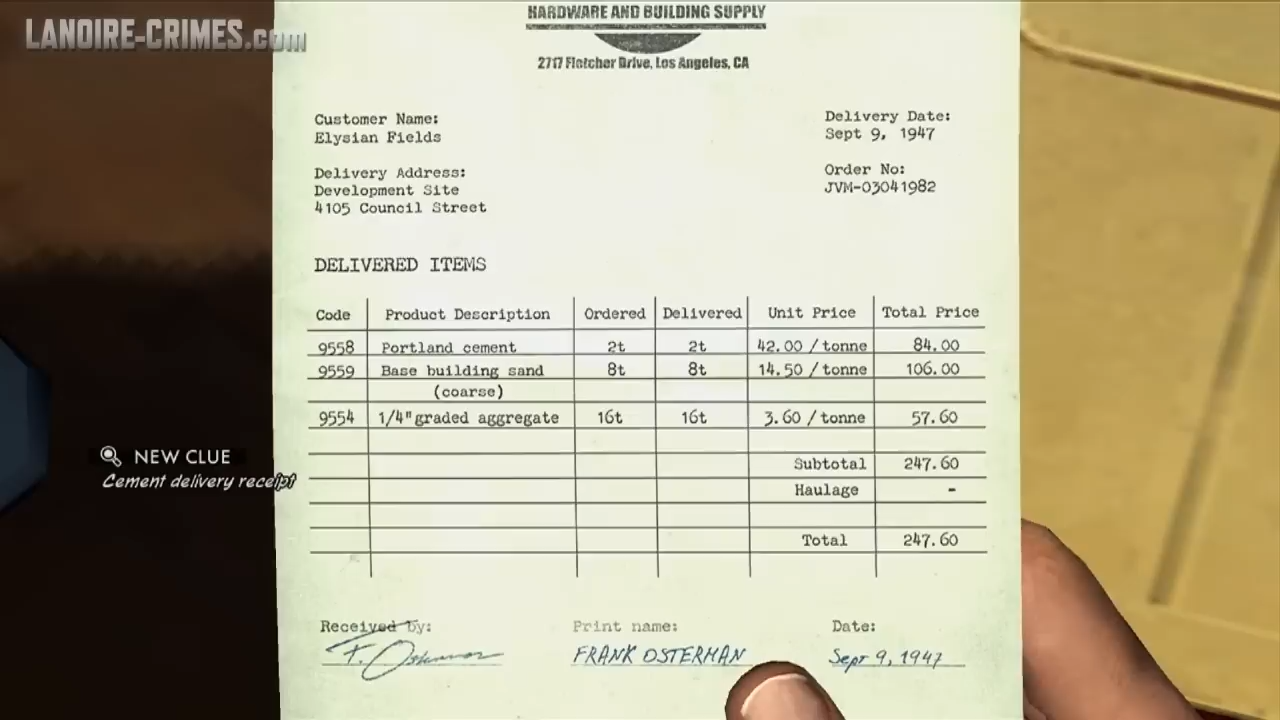 LANOIRE-CRIMES.com
HARDWARE AND BUILDING SUPPLY
2717 Fletcher Drive, Los Angeles, CA
Customer Name:
Elysian Fields
Delivery Date:
Sept 9, 1947
Delivery Address:
Development Site
4105 Council Street
Order No:
JVM-03041982
DELIVERED ITEMS
Code Product Description Ordered Delivered Unit Price Total Price
9558 Portland cement 2t 2t 42.00 /tonne 84.00
9559 Base building sand 8t 8t 14.50 /tonne 106.00
(coarse)
9554 1/4" graded aggregate 16t 16t 3.60 /tonne 57.60
Subtotal 247.60
Haulage -
Total 247.60
NEW CLUE
Cement delivery receipt
Received by: Print name: Date:
F. Osterman FRANK OSTERMAN Sept 9, 1947